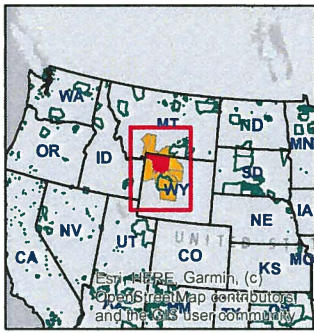 WA
MT
ND
MN
OR
ID
SD
WY
IA
NE
NV
UT
CO
CA
KS
MO
UNITED ST
Esri, HERE, Garmin, (c)
OpenStreetMap contributors,
and the GIS user community